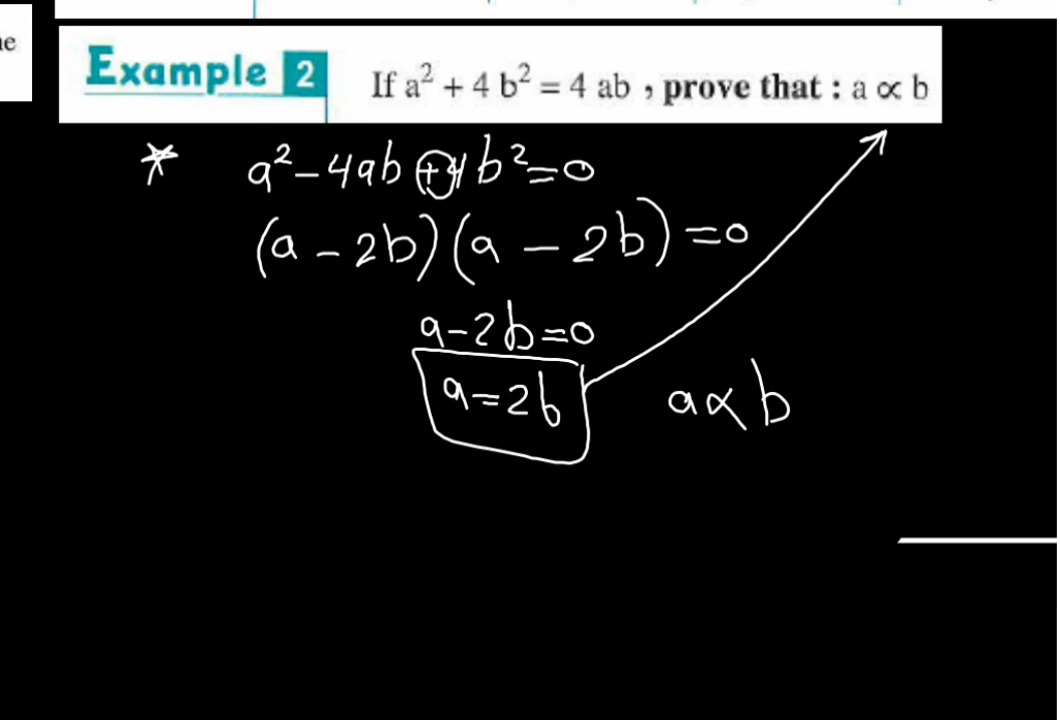 ne
Example 2 If a² + 4 b² = 4 ab , prove that : a ∝ b
* a² - 4ab + 4b² = 0
(a - 2b)(a - 2b) = 0
a - 2b = 0
a = 2b a ∝ b